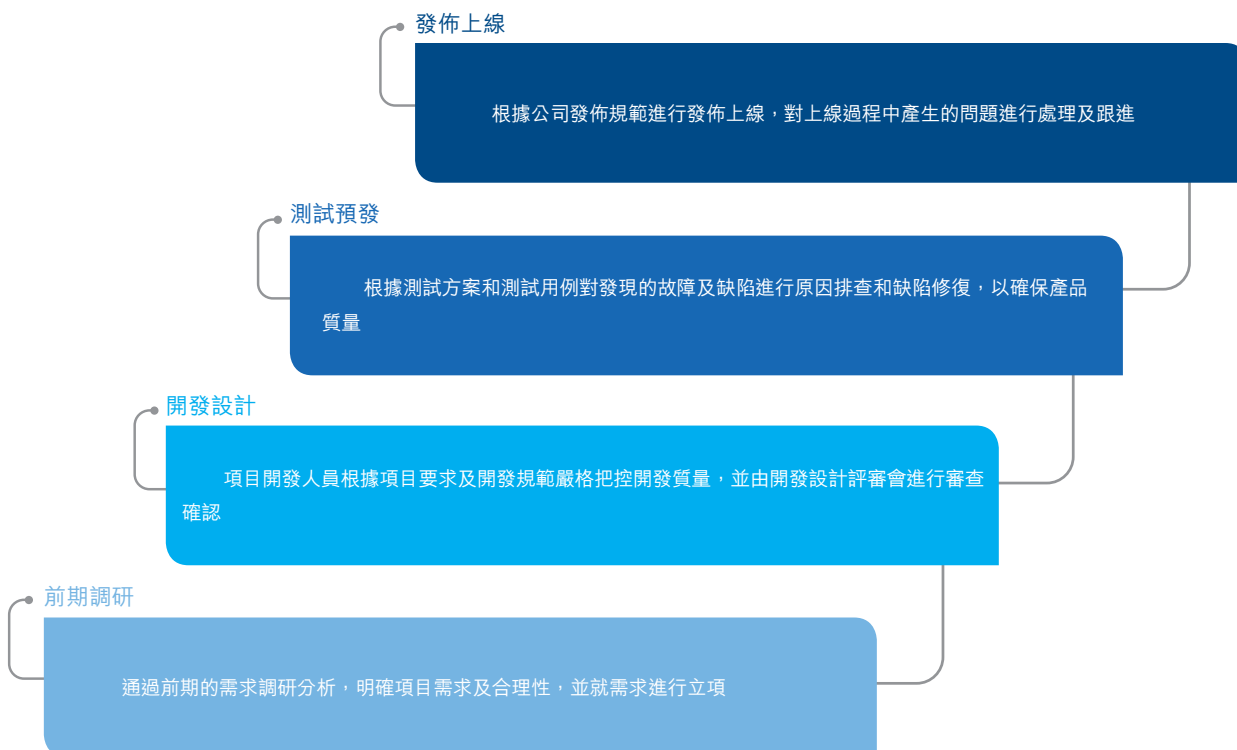 發佈上線
根據公司發佈規範進行發佈上線，對上線過程中產生的問題進行處理及跟進
測試預發
根據測試方案和測試用例對發現的故障及缺陷進行原因排查和缺陷修復，以確保產品
質量
開發設計
項目開發人員根據項目要求及開發規範嚴格把控開發質量，並由開發設計評審會進行審查
確認
前期調研
通過前期的需求調研分析，明確項目需求及合理性，並就需求進行立項